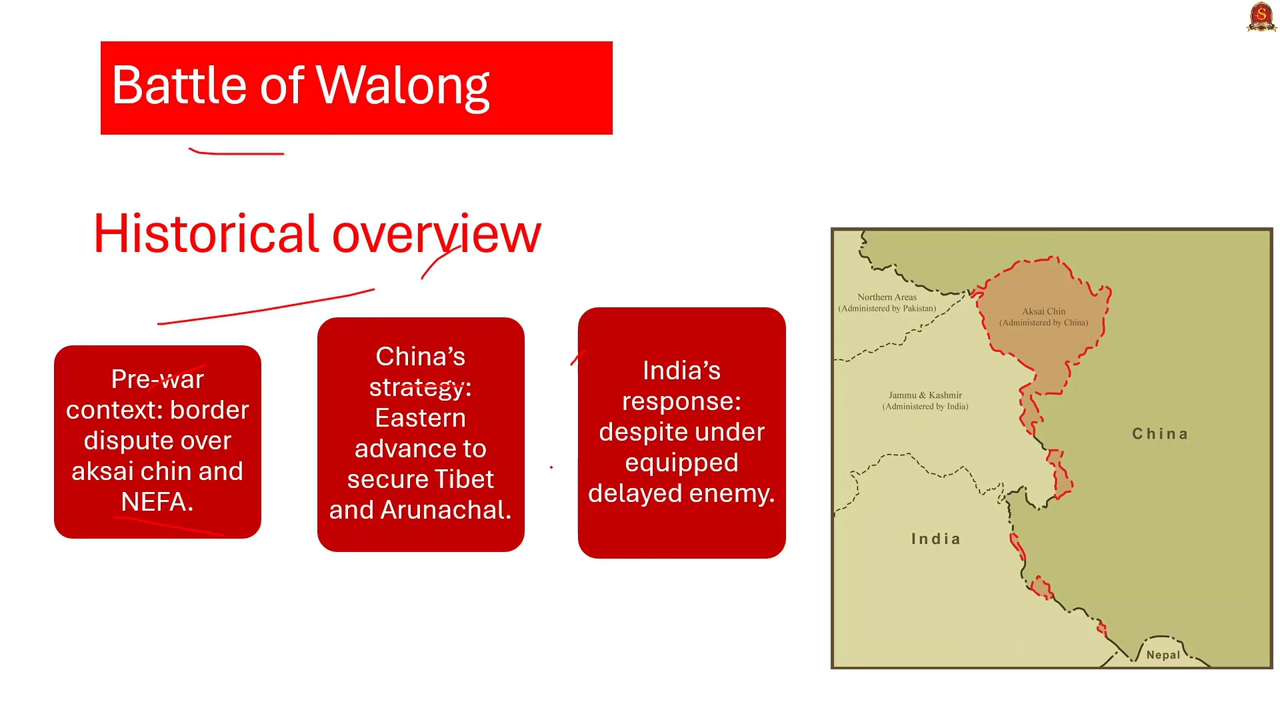 Battle of Walong
Historical overview
Pre-war
context: border
dispute over
aksai chin and
NEFA.
China’s
strategy:
Eastern
advance to
secure Tibet
and Arunachal.
India’s
response:
despite under
equipped
delayed enemy.
Northern Areas
(Administered by Pakistan)
Aksai Chin
(Administered by China)
Jammu & Kashmir
(Administered by India)
China
India
Nepal
S